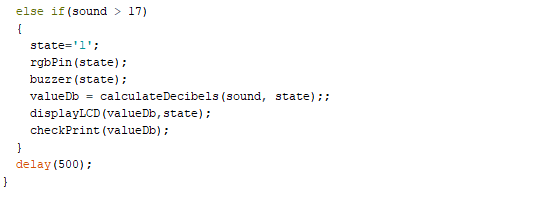 else if(sound > 17)
{
state='l';
rgbPin(state);
buzzer(state);
valueDb = calculateDecibels(sound, state);;
displayLCD(valueDb,state);
checkPrint(valueDb);
}
delay(500);
}